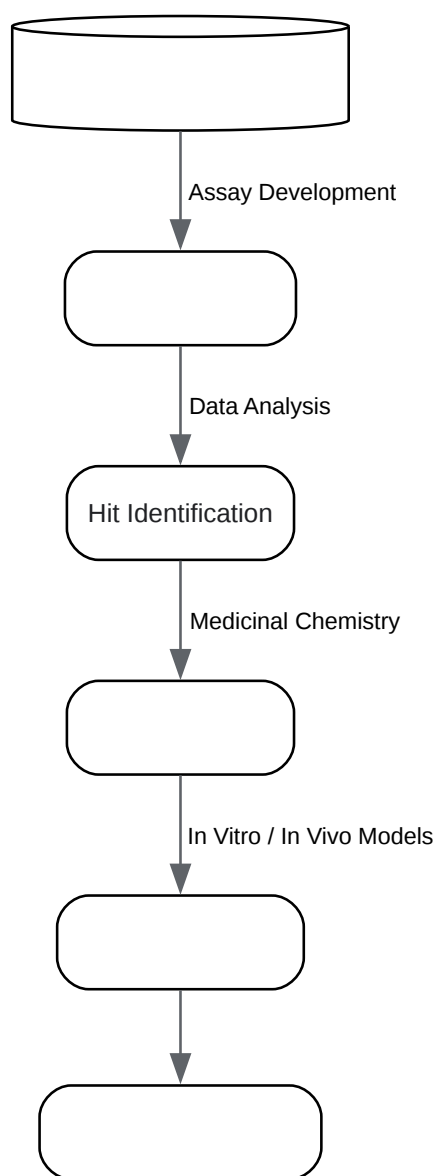 Assay Development
Data Analysis
Hit Identification
Medicinal Chemistry
In Vitro / In Vivo Models